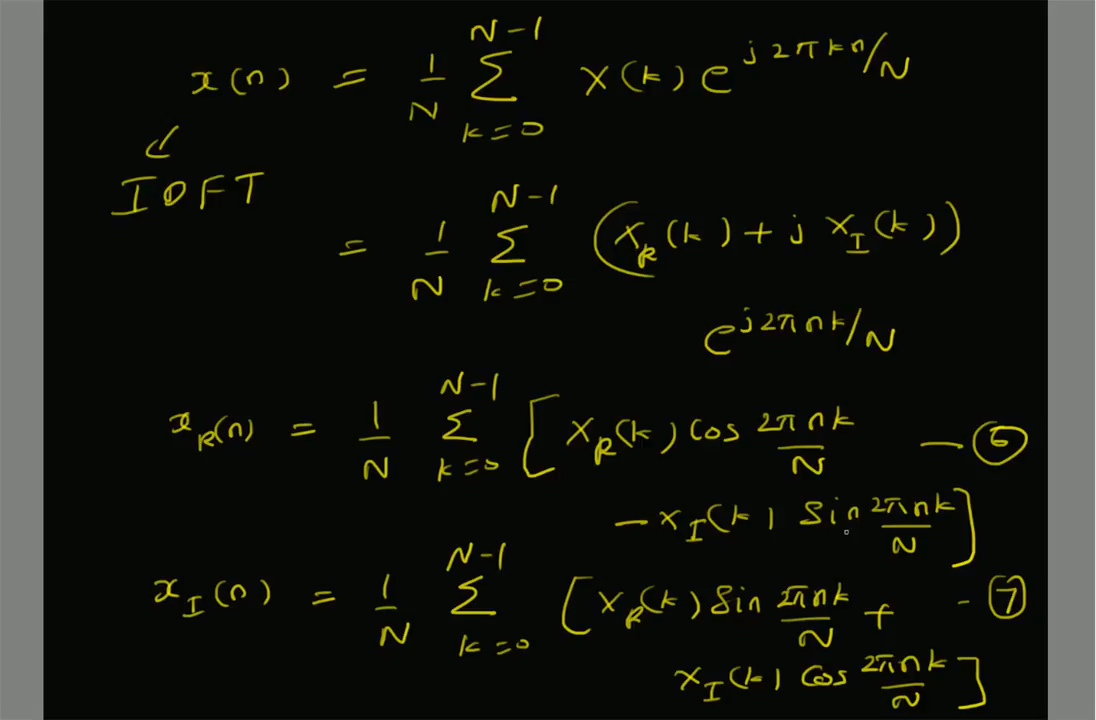 x(n) = 1/N Σ_{k=0}^{N-1} X(k) e^{j2πkn/N}
IDFT
= 1/N Σ_{k=0}^{N-1} (X_R(k) + j X_I(k))
e^{j2πnk/N}
x_R(n) = 1/N Σ_{k=0}^{N-1} [X_R(k) cos 2πnk/N — ⑥
− X_I(k) Sin 2πnk/N]
x_I(n) = 1/N Σ_{k=0}^{N-1} [X_R(k) Sin 2πnk/N + - ⑦
X_I(k) Cos 2πnk/N]